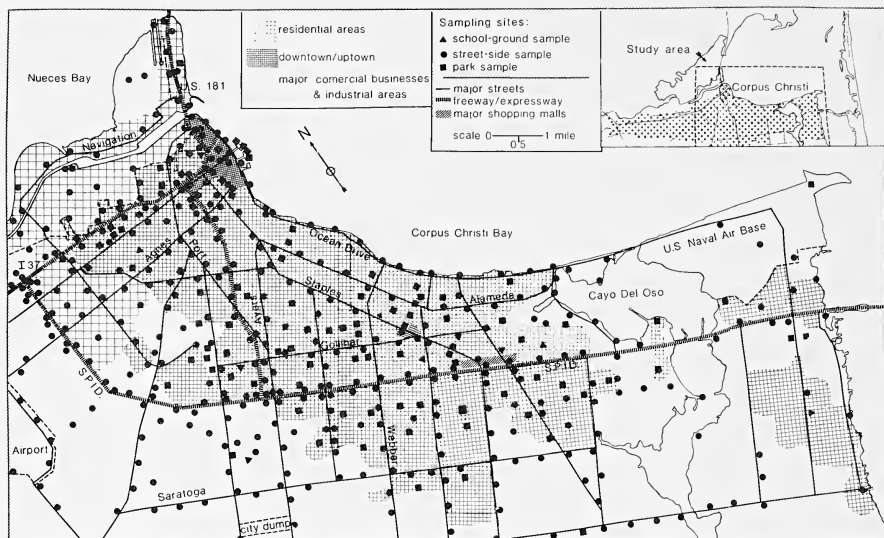 residential areas
downtown/uptown
major comercial businesses
& industrial areas
Sampling sites:
school-ground sample
street-side sample
park sample
major streets
freeway/expressway
major shopping malls
scale 0 1 mile
0'5
Study area
Corpus Christi
Nueces Bay
U.S. 181
Navigation
N
I 37
Agnes
Port
Ayers
Staples
Ocean Drive
Corpus Christi Bay
Alameda
Gollihar
U.S Naval Air Base
Cayo Del Oso
S.P.I.D.
S.P.I.D.
Airport
Weber
Saratoga
city dump